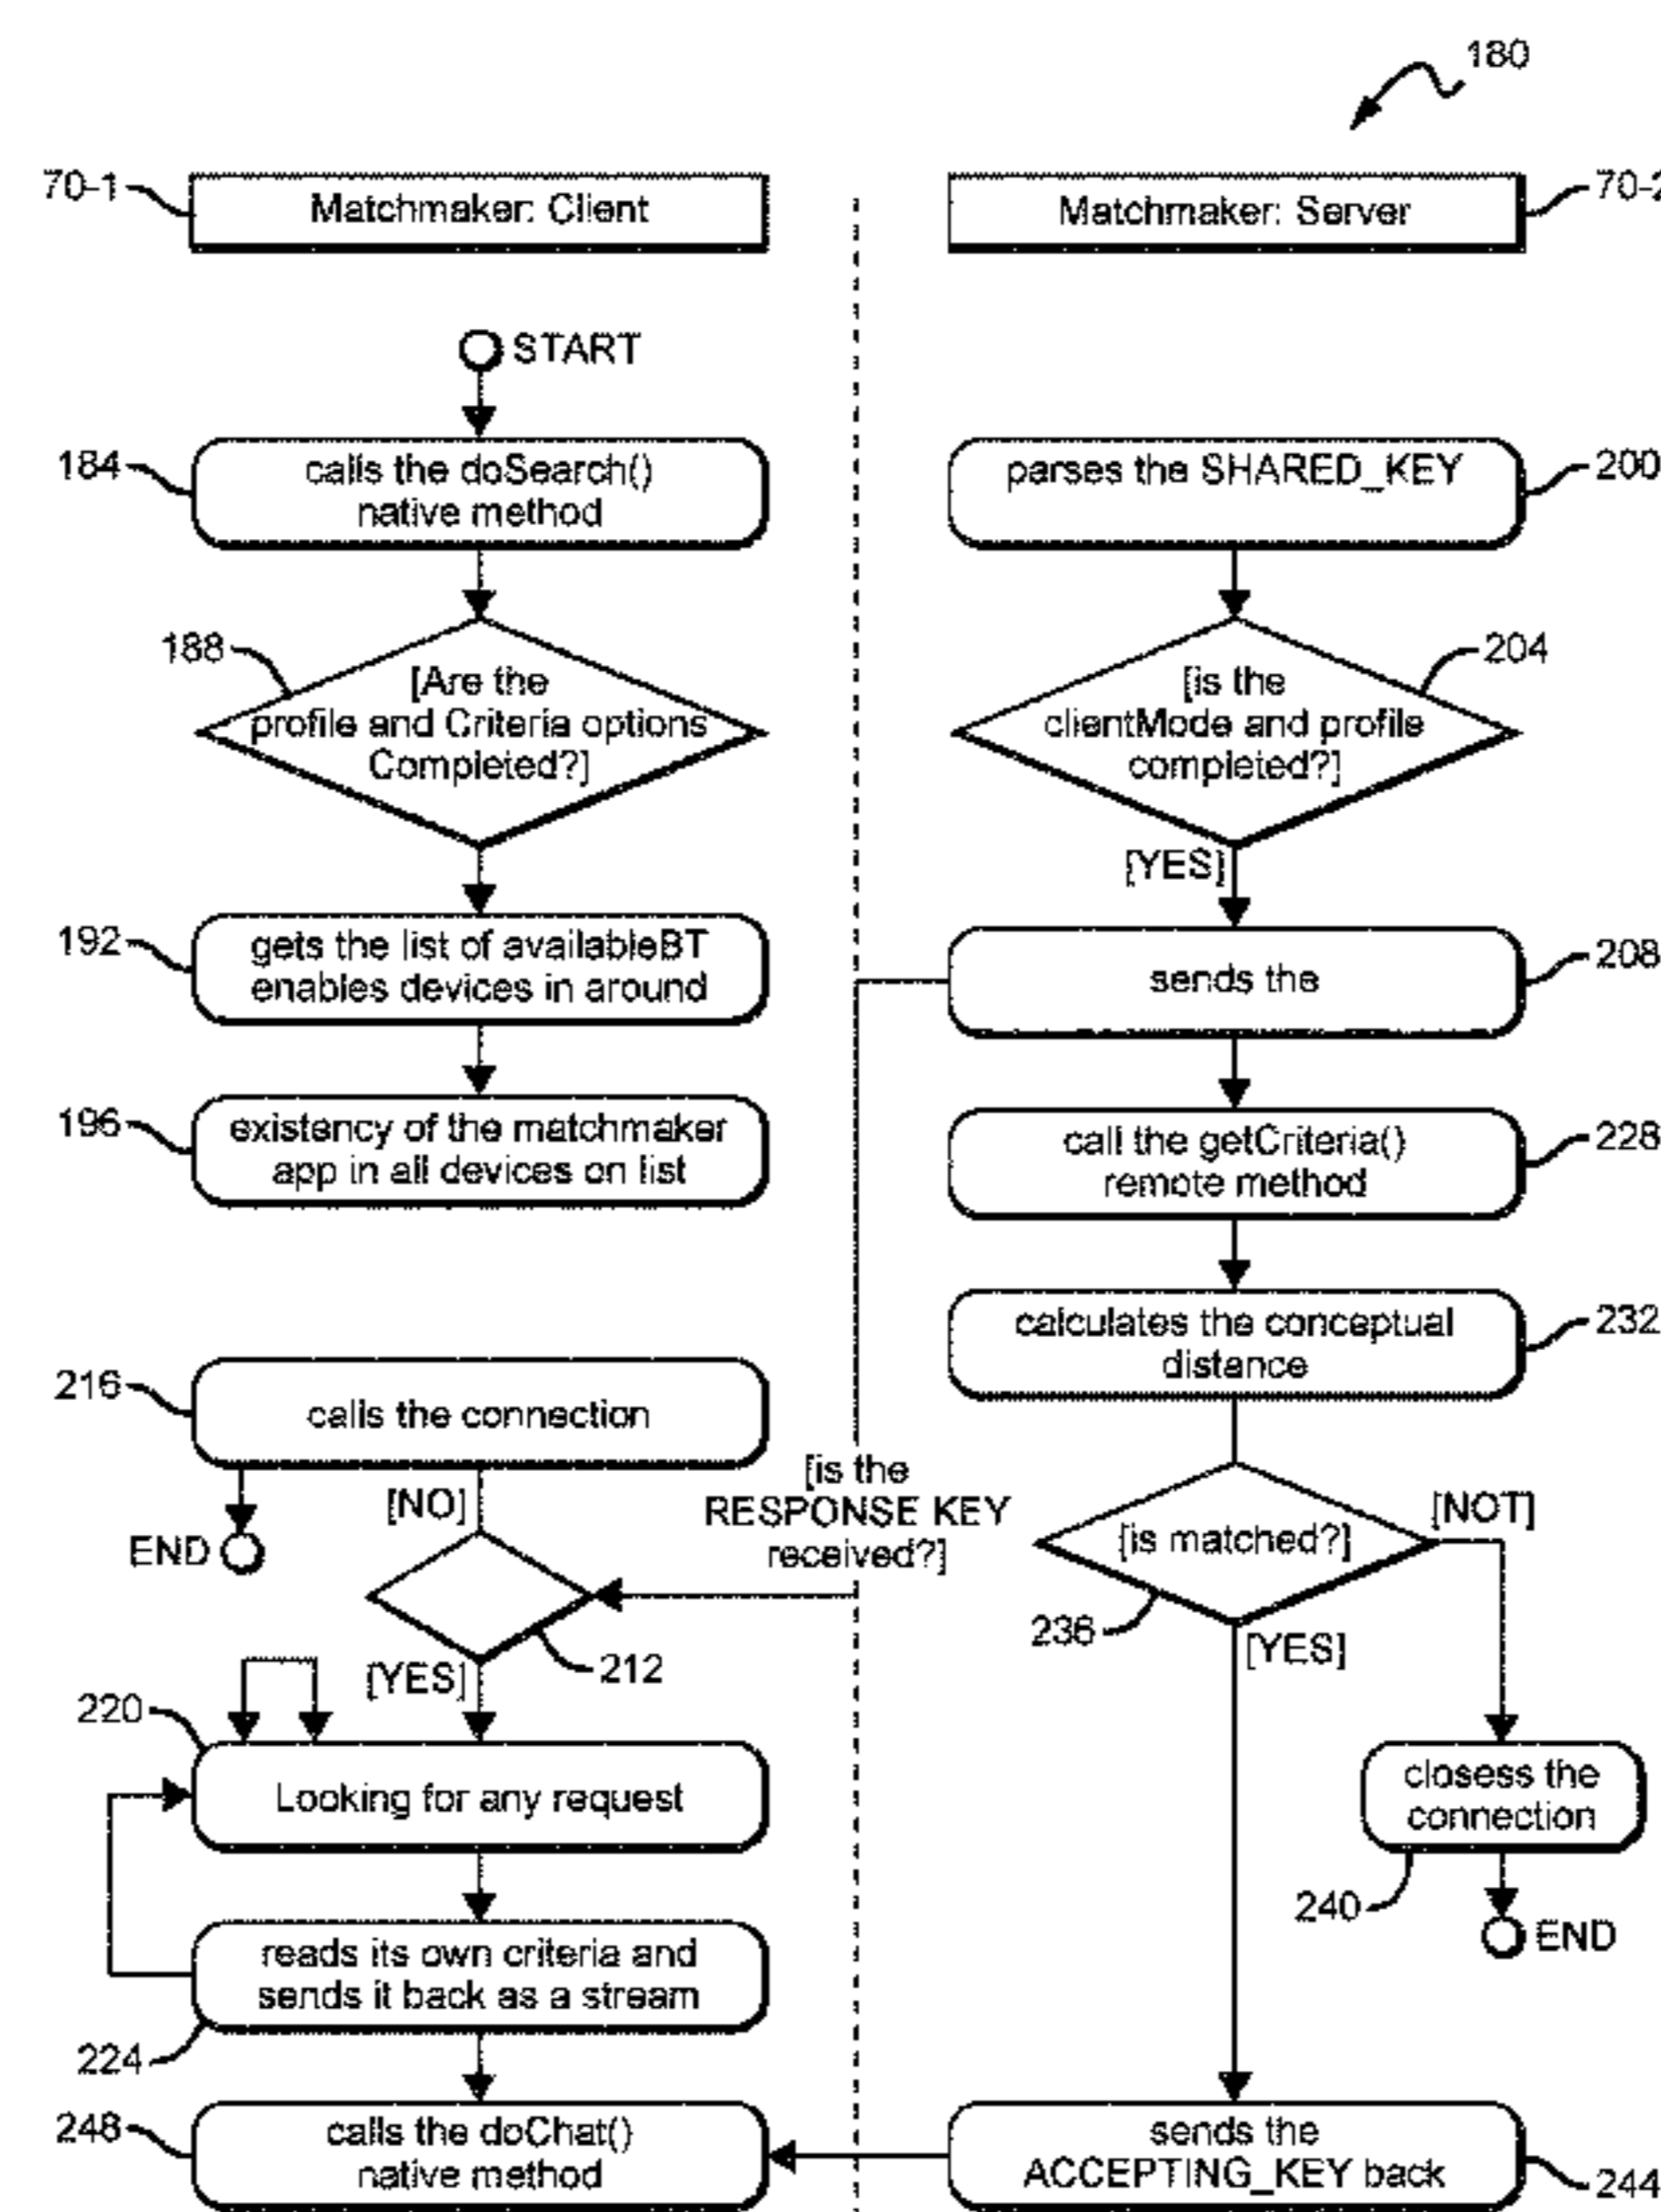 180
70-1
Matchmaker: Client
Matchmaker: Server
70-2
START
184
calls the doSearch()
native method
parses the SHARED_KEY
200
188
[Are the
profile and Criteria options
Completed?]
[is the
clientMode and profile
completed?]
204
[YES]
192
gets the list of availableBT
enables devices in around
sends the
208
196
existency of the matchmaker
app in all devices on list
call the getCriteria()
remote method
228
calculates the conceptual
distance
232
216
calls the connection
[NO]
END
[is the
RESPONSE KEY
received?]
[is matched?]
[NOT]
236
[YES]
212
[YES]
220
Looking for any request
closess the
connection
240
END
reads its own criteria and
sends it back as a stream
224
248
calls the doChat()
native method
sends the
ACCEPTING_KEY back
244